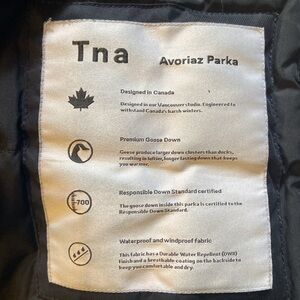 Tna Avoriaz Parka
Designed in Canada
Designed in our Vancouver studio. Engineered to
withstand Canada's harsh winters.
Premium Goose Down
Goose produce larger down clusters than ducks,
resulting in loftier, longer lasting down that keeps
you warmer.
Responsible Down Standard certified
-700
The goose down inside this parka is certified to the
Responsible Down Standard.
Waterproof and windproof fabric
This fabric has a Durable Water Repellent (DWR)
finish and a breathable coating on the backside to
keep you comfortable and dry.